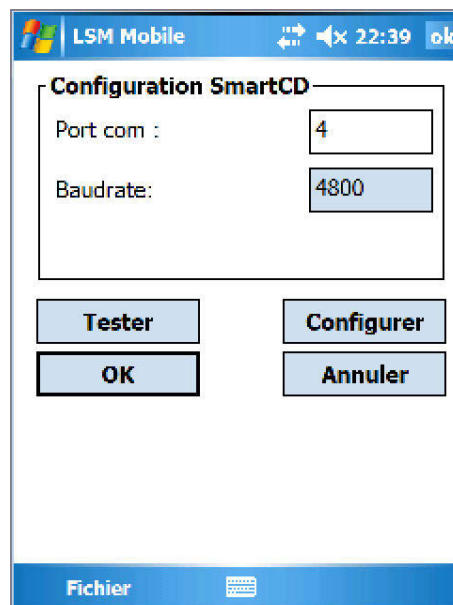 LSM Mobile 22:39 ok
Configuration SmartCD
Port com : 4
Baudrate: 4800
Tester Configurer
OK Annuler
Fichier